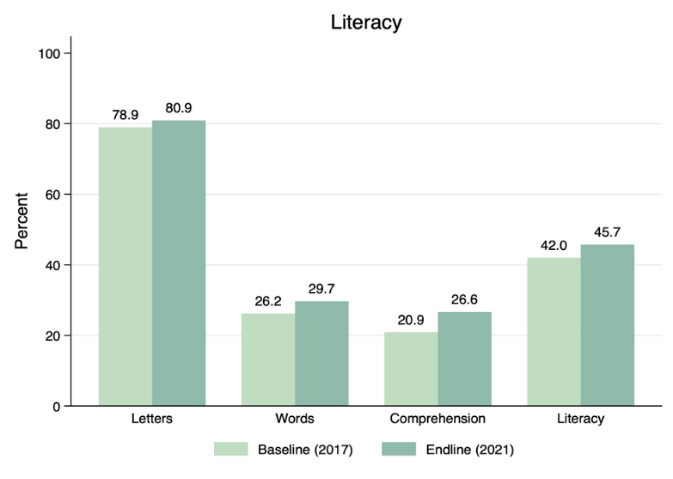 Literacy
Percent
100
80
60
40
20
0
78.9
80.9
26.2
29.7
20.9
26.6
42.0
45.7
Letters
Words
Comprehension
Literacy
Baseline (2017)
Endline (2021)